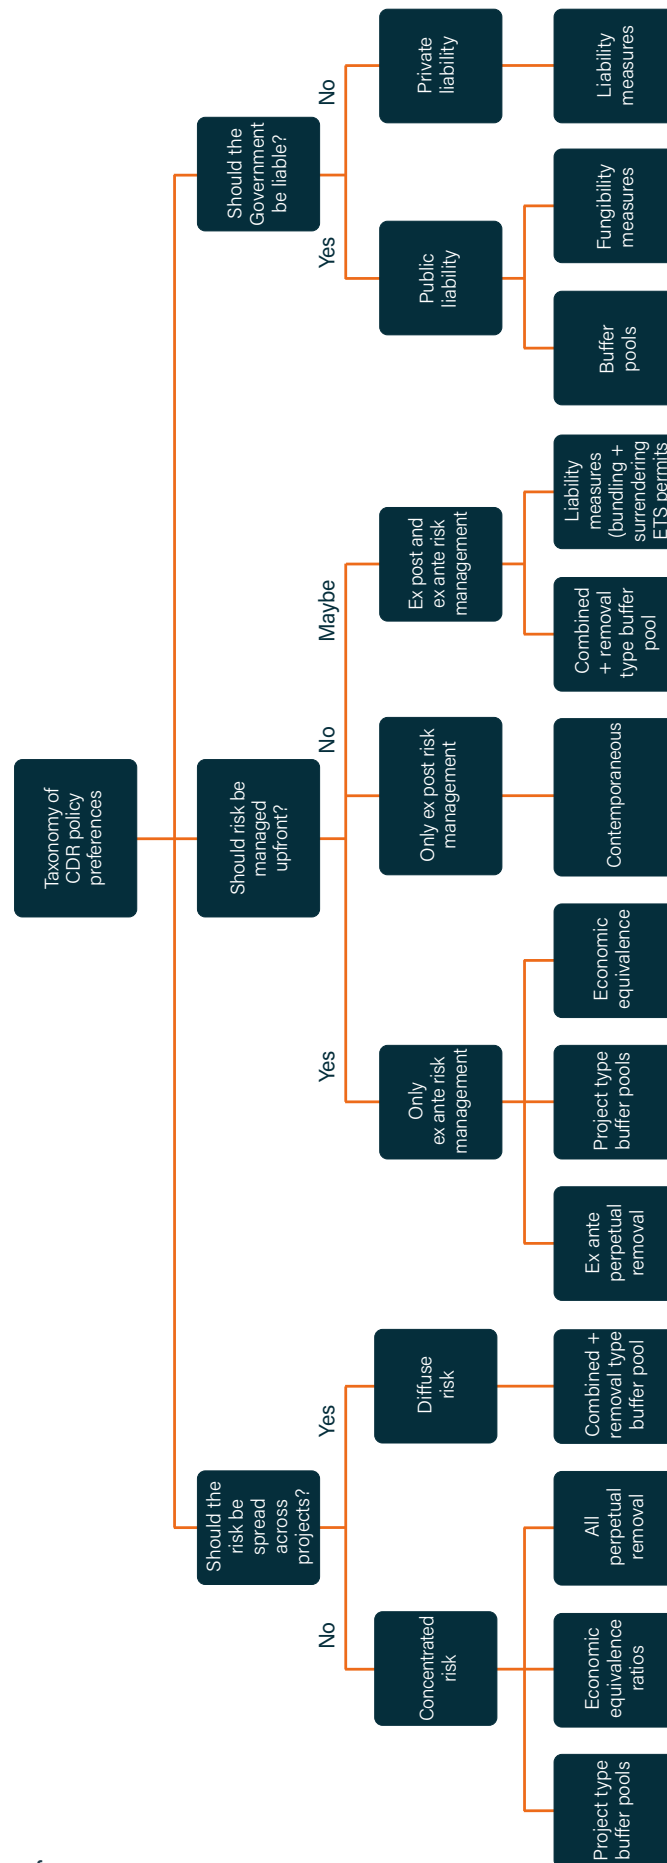 Taxonomy of
CDR policy
preferences
Should the
risk be
spread
across
projects?
Should risk be
managed
upfront?
Should the
Government
be liable?
No
Yes
Yes
No
Maybe
Yes
No
Concentrated
risk
Diffuse
risk
Only
ex ante risk
management
Only ex post risk
management
Ex post and
ex ante risk
management
Public
liability
Private
liability
Project type
buffer pools
Economic
equivalence
ratios
All
perpetual
removal
Combined +
removal type
buffer pool
Ex ante
perpetual
removal
Project type
buffer pools
Economic
equivalence
Contemporaneous
Combined
+ removal
type buffer
pool
Liability
measures
(bundling +
surrendering
ETS permits
Buffer
pools
Fungibility
measures
Liability
measures